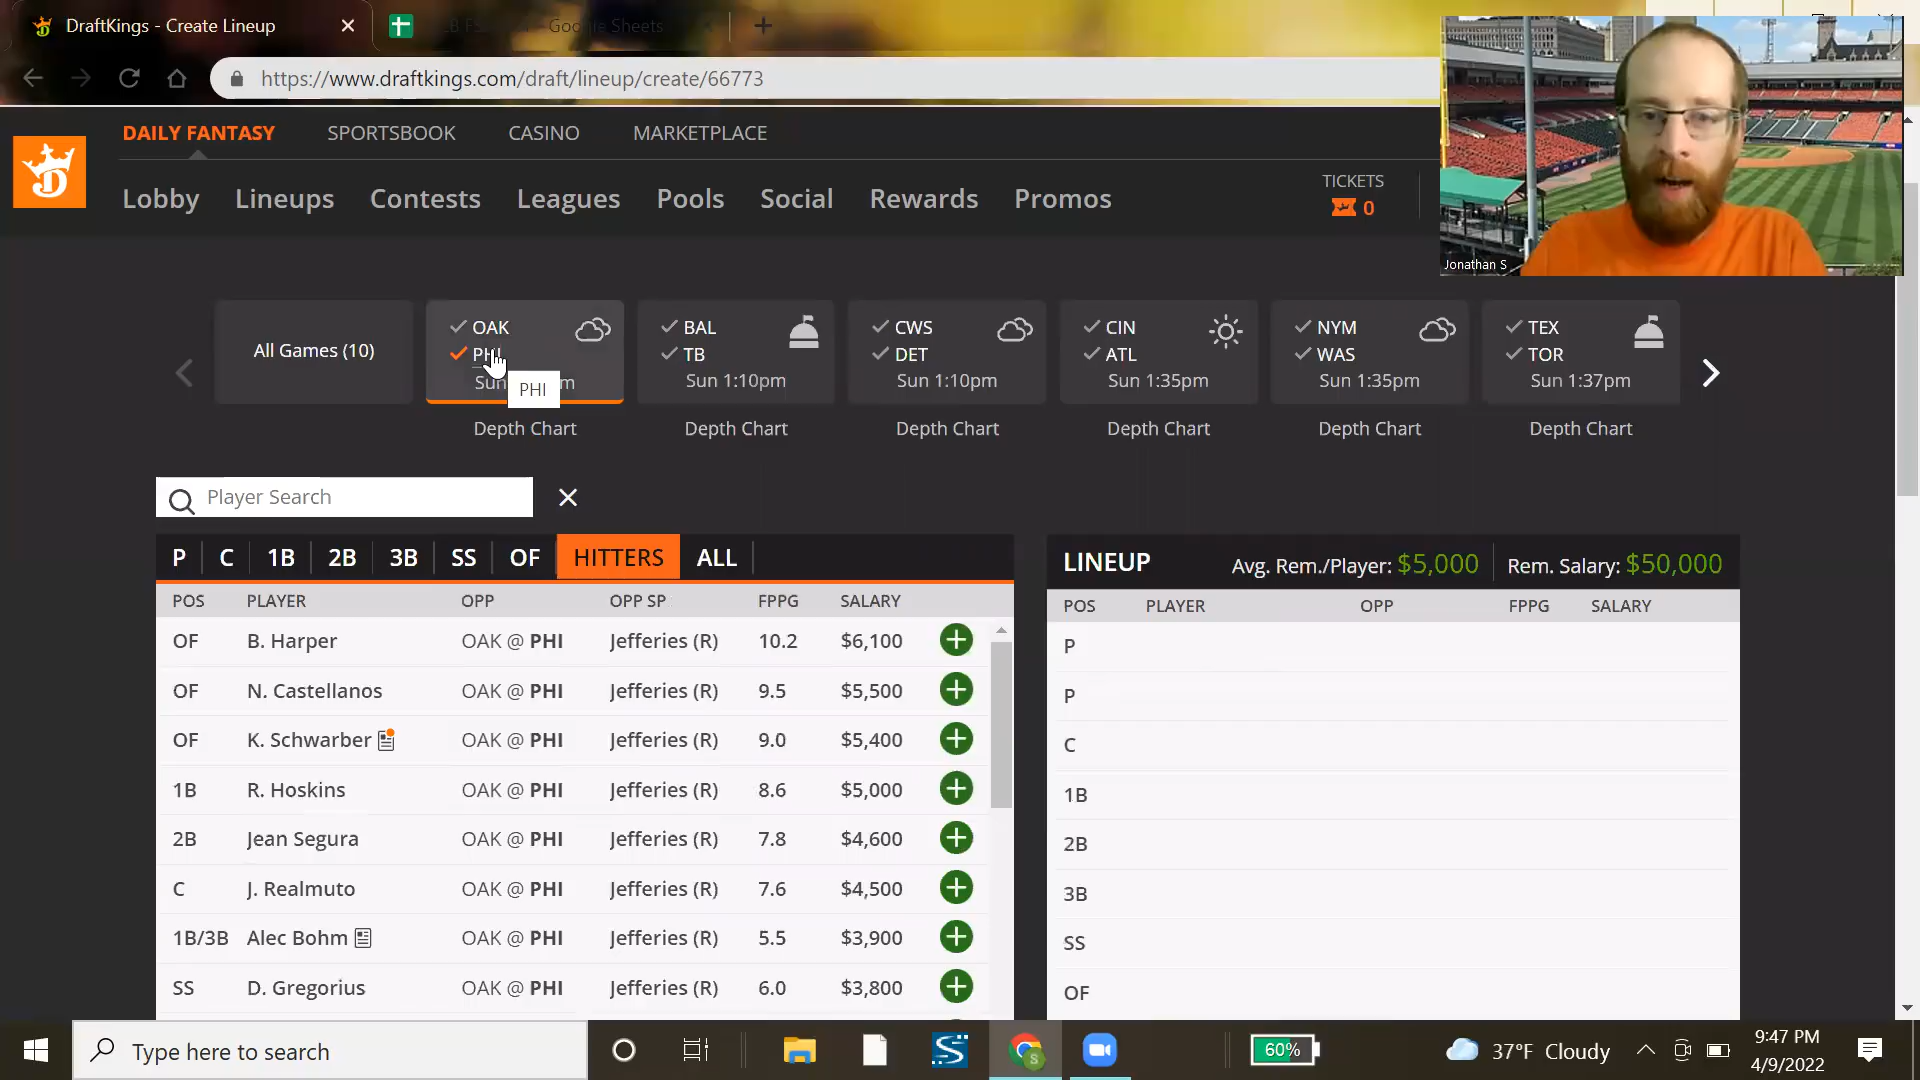 DraftKings - Create Lineup
Google Sheets
https://www.draftkings.com/draft/lineup/create/66773
DAILY FANTASY SPORTSBOOK CASINO MARKETPLACE
Lobby Lineups Contests Leagues Pools Social Rewards Promos
TICKETS
0
Jonathan S
All Games (10)
OAK
PHI
Sun
PHI
Depth Chart
BAL
TB
Sun 1:10pm
Depth Chart
CWS
DET
Sun 1:10pm
Depth Chart
CIN
ATL
Sun 1:35pm
Depth Chart
NYM
WAS
Sun 1:35pm
Depth Chart
TEX
TOR
Sun 1:37pm
Depth Chart
Player Search
P C 1B 2B 3B SS OF HITTERS ALL
POS PLAYER OPP OPP SP FPPG SALARY
OF B. Harper OAK @ PHI Jefferies (R) 10.2 $6,100
OF N. Castellanos OAK @ PHI Jefferies (R) 9.5 $5,500
OF K. Schwarber OAK @ PHI Jefferies (R) 9.0 $5,400
1B R. Hoskins OAK @ PHI Jefferies (R) 8.6 $5,000
2B Jean Segura OAK @ PHI Jefferies (R) 7.8 $4,600
C J. Realmuto OAK @ PHI Jefferies (R) 7.6 $4,500
1B/3B Alec Bohm OAK @ PHI Jefferies (R) 5.5 $3,900
SS D. Gregorius OAK @ PHI Jefferies (R) 6.0 $3,800
LINEUP Avg. Rem./Player: $5,000 Rem. Salary: $50,000
POS PLAYER OPP FPPG SALARY
P
P
C
1B
2B
3B
SS
OF
Type here to search
60%
37°F Cloudy
9:47 PM
4/9/2022